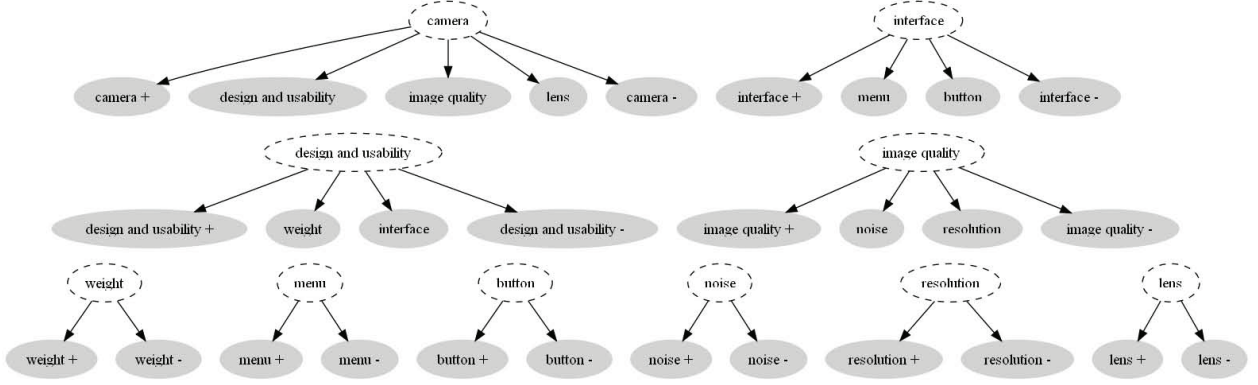 camera
interface
camera +
design and usability
image quality
lens
camera -
interface +
menu
button
interface -
design and usability
image quality
design and usability +
weight
interface
design and usability -
image quality +
noise
resolution
image quality -
weight
menu
button
noise
resolution
lens
weight +
weight -
menu +
menu -
button +
button -
noise +
noise -
resolution +
resolution -
lens +
lens -